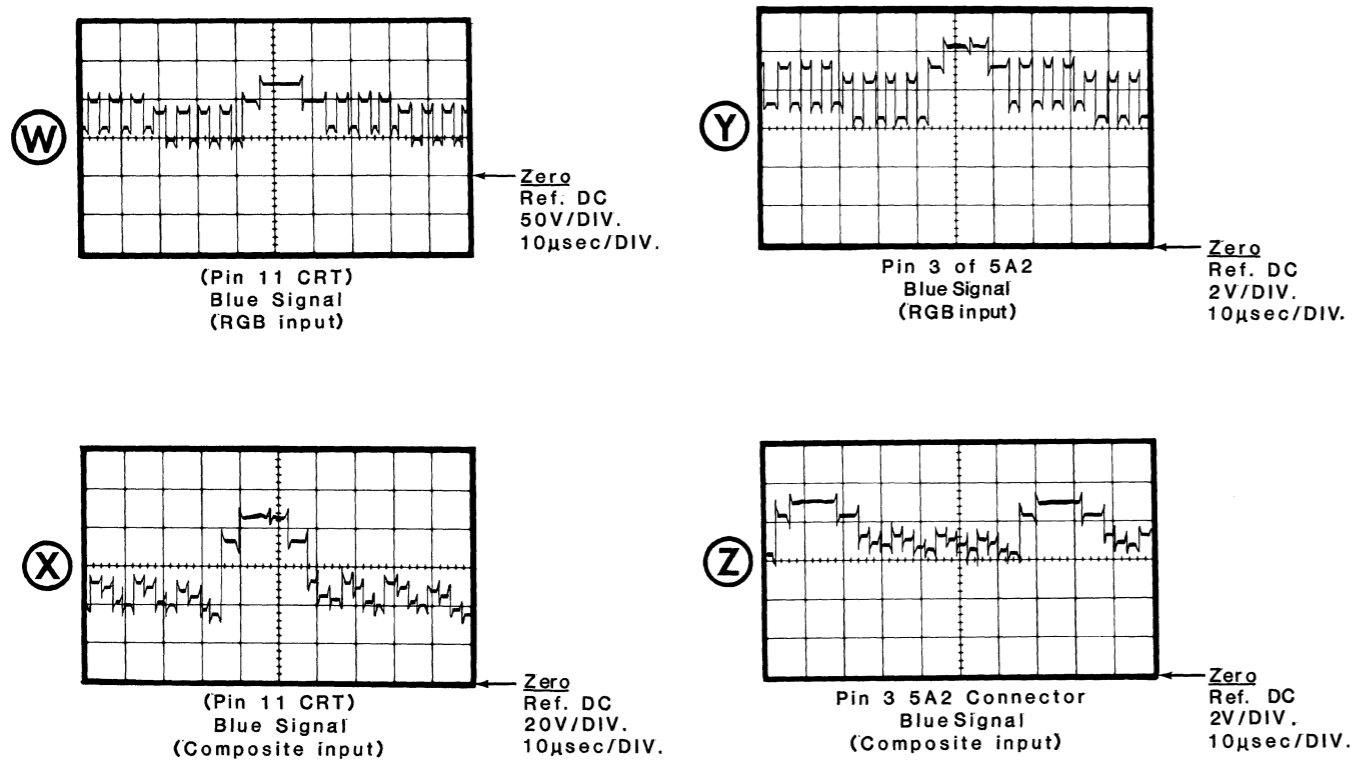 W
Zero
Ref. DC
50V/DIV.
10µsec/DIV.
(Pin 11 CRT)
Blue Signal
(RGB input)
Y
Zero
Ref. DC
2V/DIV.
10µsec/DIV.
Pin 3 of 5A2
Blue Signal
(RGB input)
X
Zero
Ref. DC
20V/DIV.
10µsec/DIV.
(Pin 11 CRT)
Blue Signal
(Composite input)
Z
Zero
Ref. DC
2V/DIV.
10µsec/DIV.
Pin 3 5A2 Connector
Blue Signal
(Composite input)